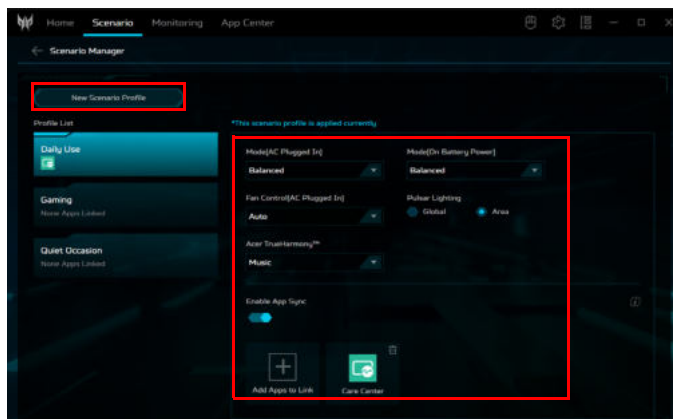 Home Scenario Monitoring App Center
Scenario Manager
New Scenario Profile
Profile List
*This scenario profile is applied currently
Daily Use
Gaming
None Apps Linked
Quiet Occasion
None Apps Linked
Mode(AC Plugged In) Mode(On Battery Power)
Balanced Balanced
Fan Control(AC Plugged In) Pulsar Lighting
Auto Global Area
Acer TrueHarmony™
Music
Enable App Sync
Add Apps to Link Care Center